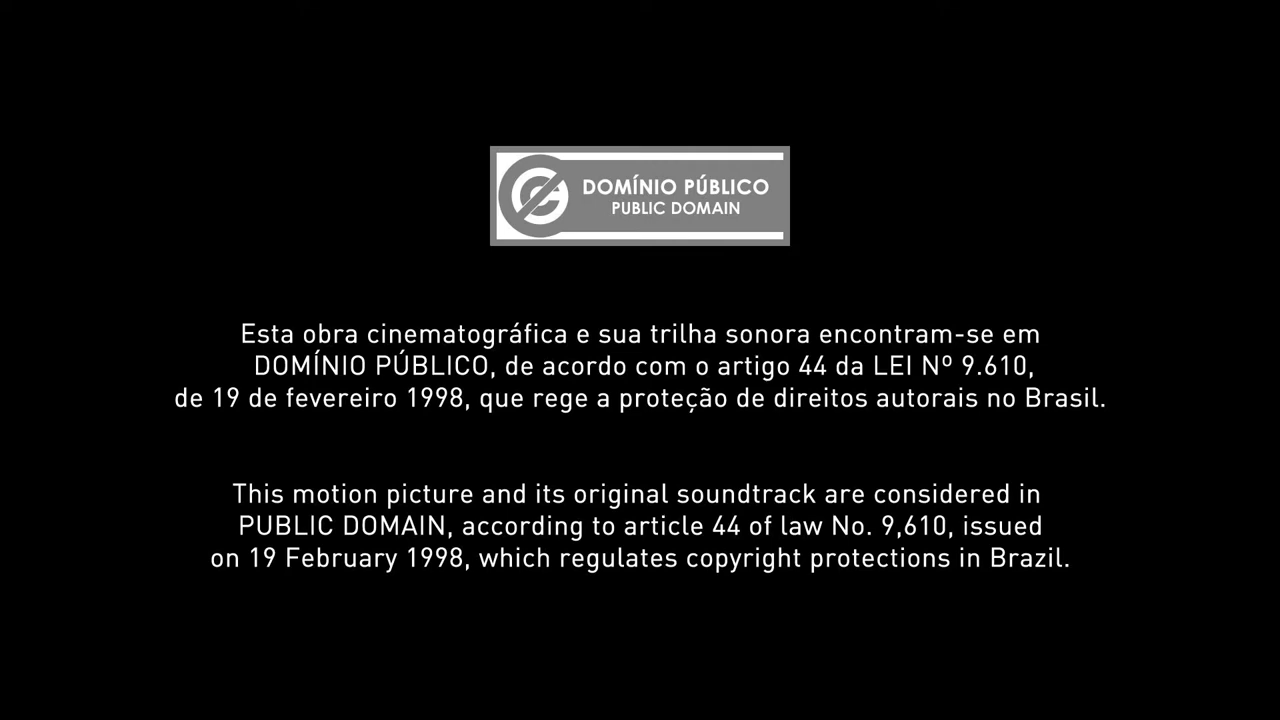 DOMÍNIO PÚBLICO
PUBLIC DOMAIN
Esta obra cinematográfica e sua trilha sonora encontram-se em
DOMÍNIO PÚBLICO, de acordo com o artigo 44 da LEI Nº 9.610,
de 19 de fevereiro 1998, que rege a proteção de direitos autorais no Brasil.
This motion picture and its original soundtrack are considered in
PUBLIC DOMAIN, according to article 44 of law No. 9,610, issued
on 19 February 1998, which regulates copyright protections in Brazil.